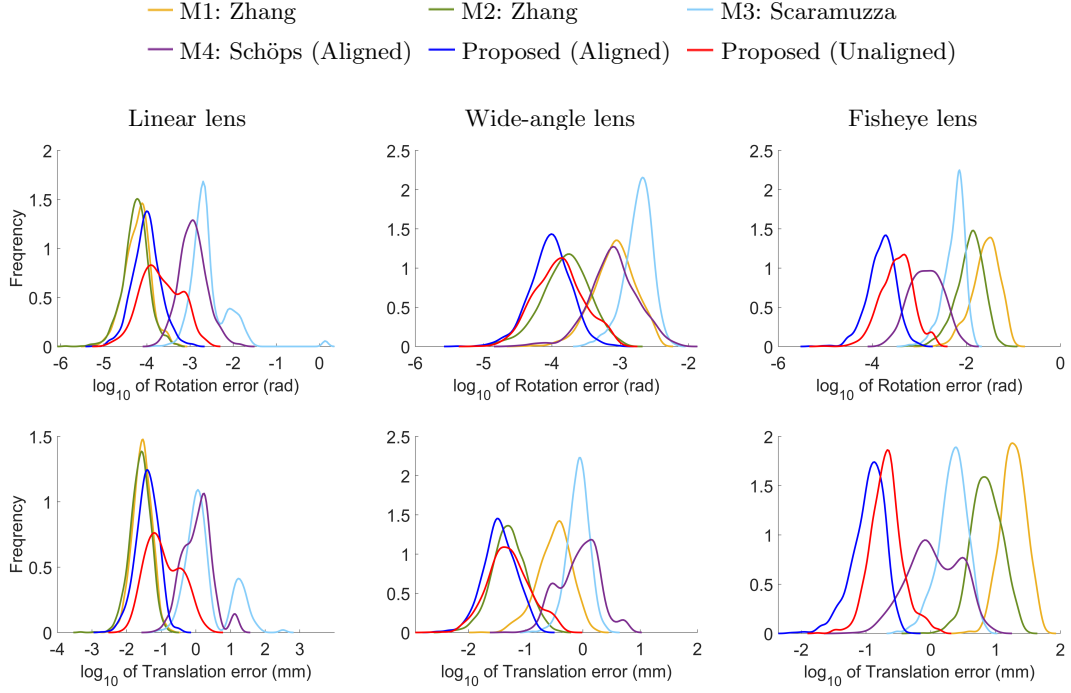 M1: Zhang M2: Zhang M3: Scaramuzza
M4: Schöps (Aligned) Proposed (Aligned) Proposed (Unaligned)
Linear lens Wide-angle lens Fisheye lens
2
1.5
1
0.5
0
Freqrency
-6 -5 -4 -3 -2 -1 0
log10 of Rotation error (rad)
2.5
2
1.5
1
0.5
0
-6 -5 -4 -3 -2
log10 of Rotation error (rad)
2.5
2
1.5
1
0.5
0
-4 -2 0
log10 of Rotation error (rad)
1.5
1
0.5
0
Freqrency
-4 -3 -2 -1 0 1 2 3
log10 of Translation error (mm)
2.5
2
1.5
1
0.5
0
-2 -1 0 1 2
log10 of Translation error (mm)
2
1.5
1
0.5
0
-2 -1 0 1 2
log10 of Translation error (mm)